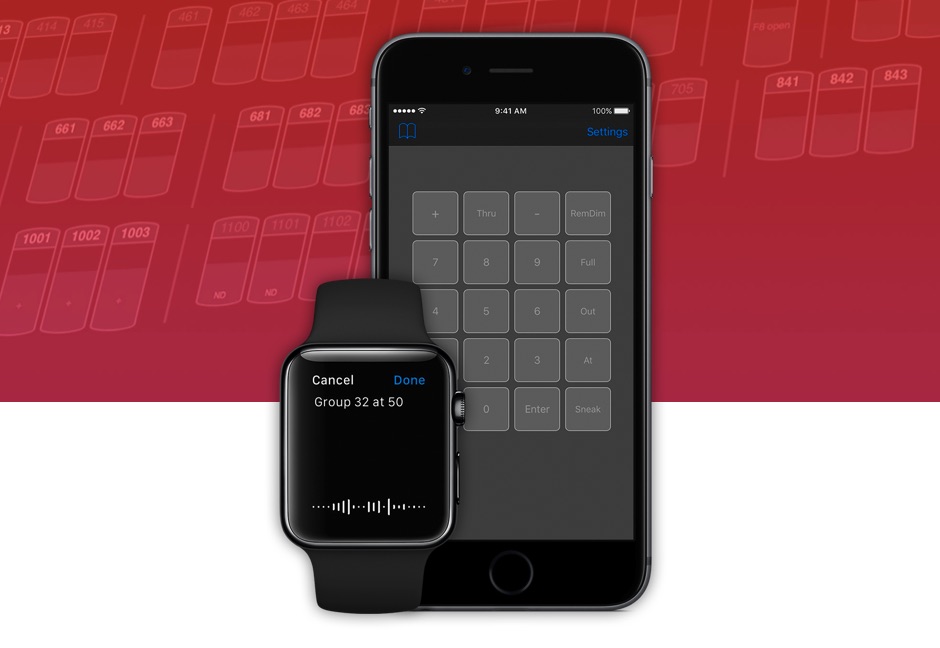 414 415
461 462 463 464
F8 open
661 662 663
681 682 683
705
841 842 843
1001 1002 1003
1100 1101 1102
ND ND
9:41 AM 100%
Settings
+ Thru - RemDim
7 8 9 Full
4 5 6 Out
2 3 At
0 Enter Sneak
Cancel Done
Group 32 at 50